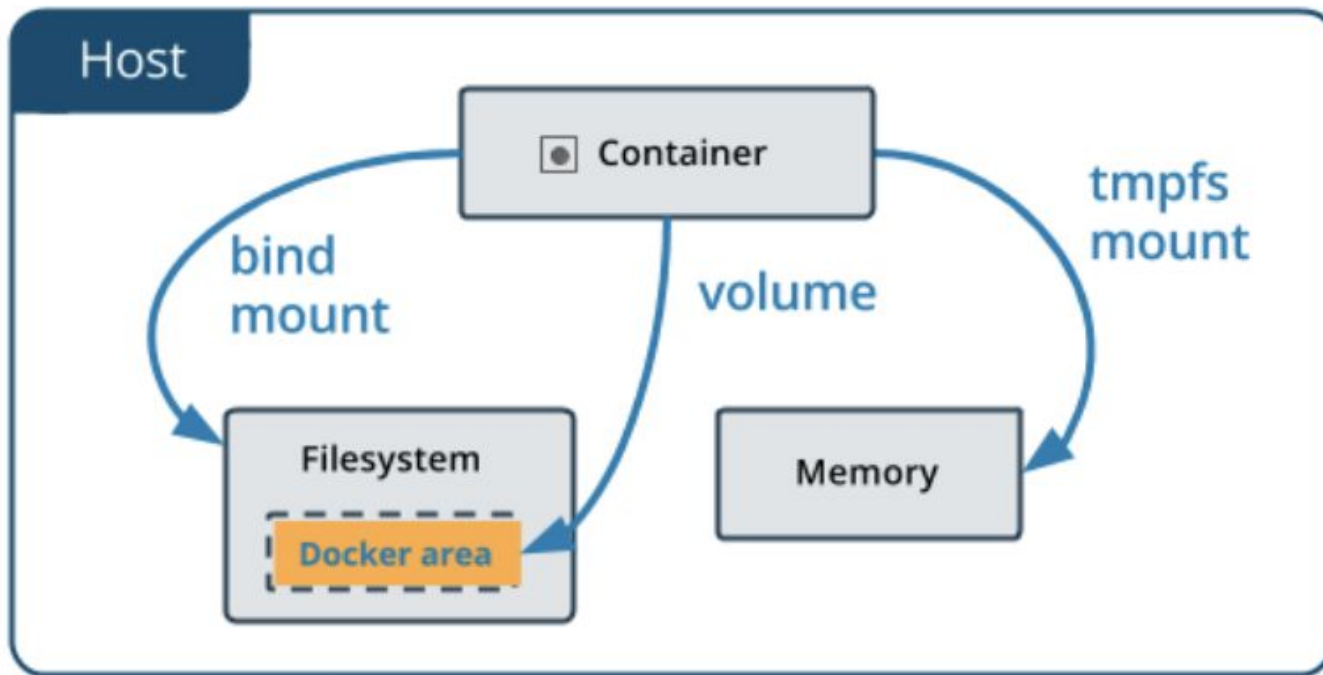 Host
Container
bind
mount
volume
tmpfs
mount
Filesystem
Docker area
Memory